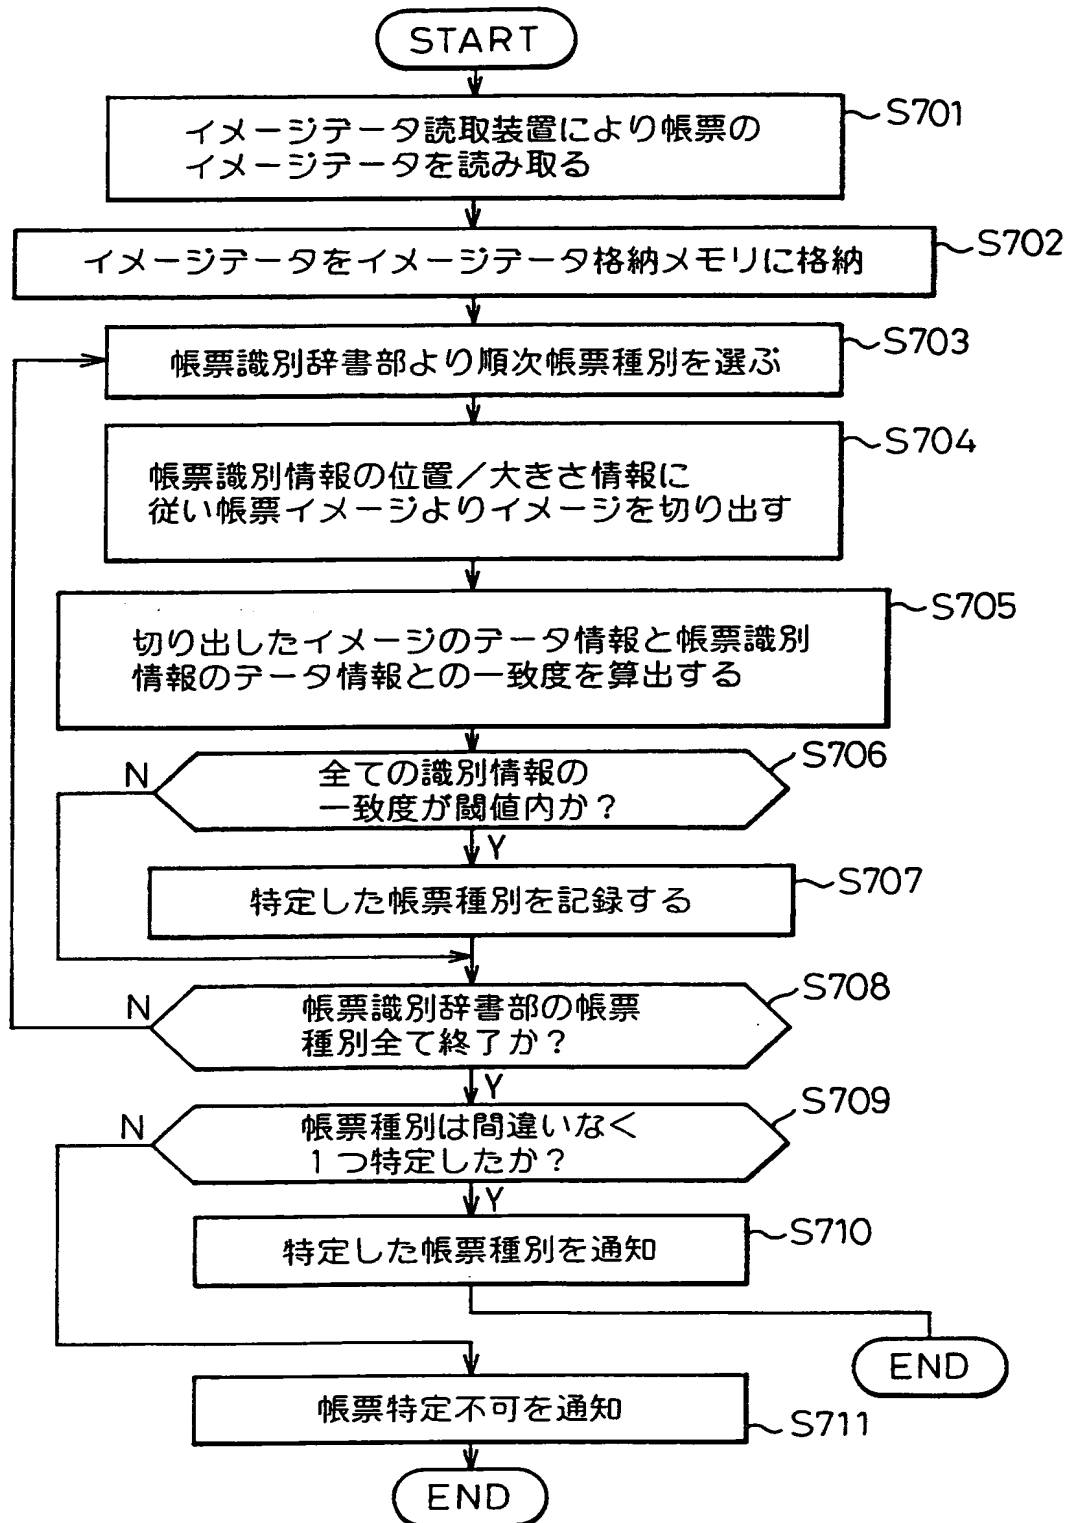 START
イメージデータ読取装置により帳票の
イメージデータを読み取る
S701
イメージデータをイメージデータ格納メモリに格納
S702
帳票識別辞書部より順次帳票種別を選ぶ
S703
帳票識別情報の位置/大きさ情報に
従い帳票イメージよりイメージを切り出す
S704
切り出したイメージのデータ情報と帳票識別
情報のデータ情報との一致度を算出する
S705
全ての識別情報の
一致度が閾値内か?
S706
N
Y
特定した帳票種別を記録する
S707
帳票識別辞書部の帳票
種別全て終了か?
S708
N
Y
帳票種別は間違いなく
1つ特定したか?
S709
N
Y
特定した帳票種別を通知
S710
END
帳票特定不可を通知
S711
END